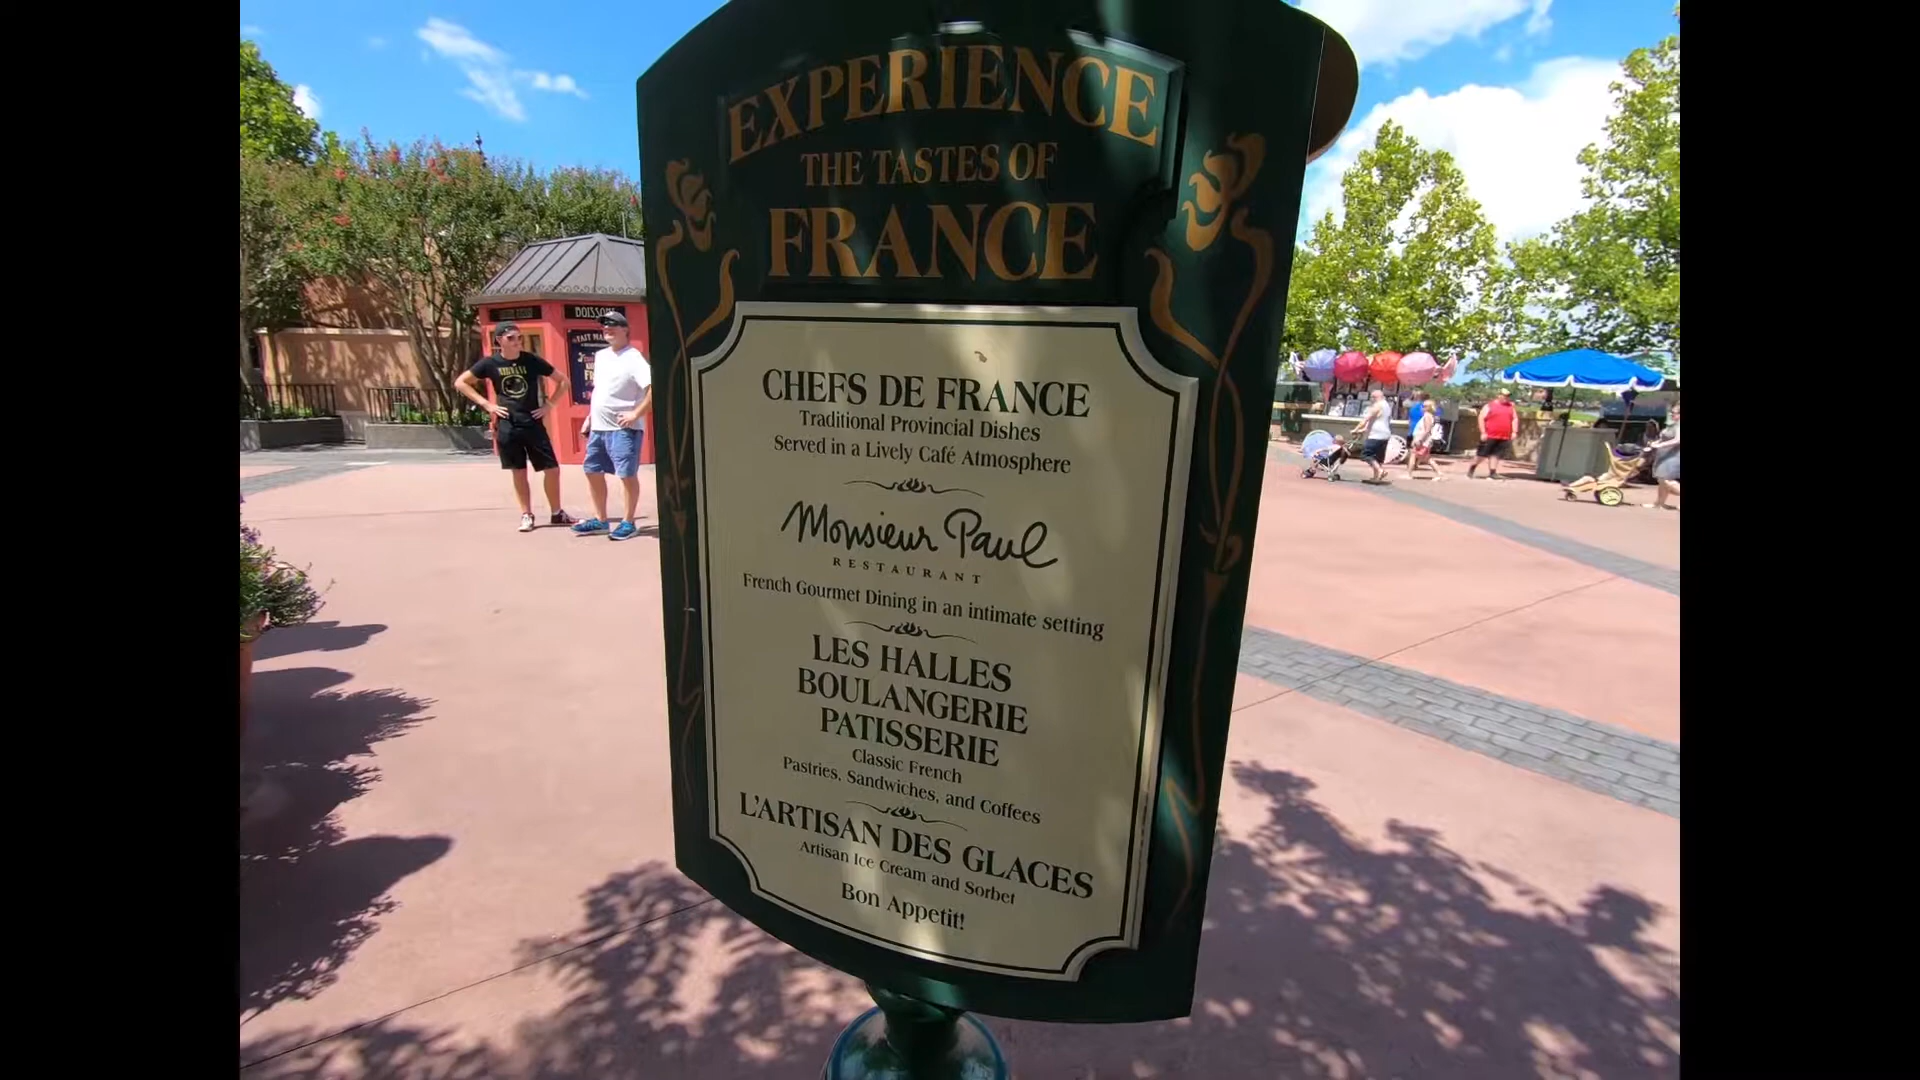 EXPERIENCE
THE TASTES OF
FRANCE
CHEFS DE FRANCE
Traditional Provincial Dishes
Served in a Lively Café Atmosphere
Monsieur Paul
RESTAURANT
French Gourmet Dining in an intimate setting
LES HALLES
BOULANGERIE
PATISSERIE
Classic French
Pastries, Sandwiches, and Coffees
L'ARTISAN DES GLACES
Artisan Ice Cream and Sorbet
Bon Appetit!
NIRVANA